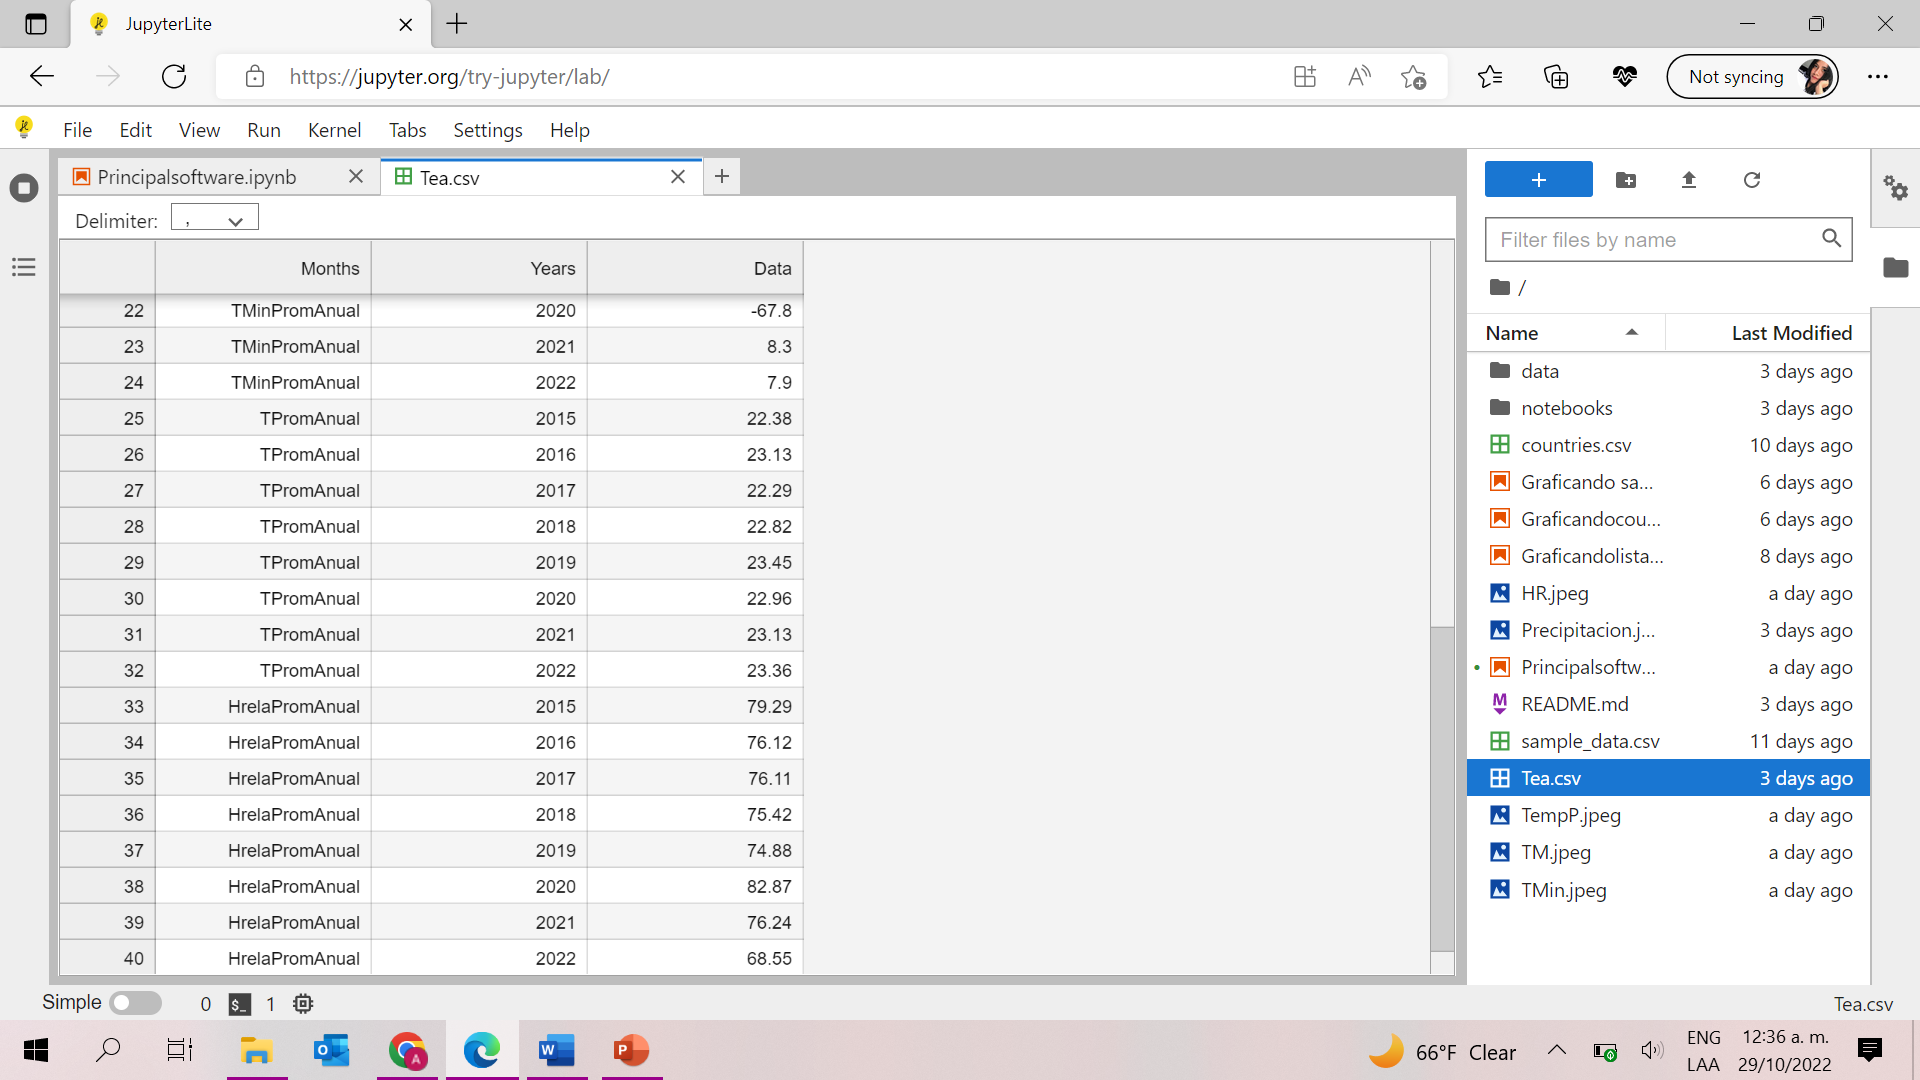 JupyterLite
https://jupyter.org/try-jupyter/lab/
Not syncing
File Edit View Run Kernel Tabs Settings Help
Principalsoftware.ipynb
Tea.csv
Delimiter: ,
Months Years Data
22 TMinPromAnual 2020 -67.8
23 TMinPromAnual 2021 8.3
24 TMinPromAnual 2022 7.9
25 TPromAnual 2015 22.38
26 TPromAnual 2016 23.13
27 TPromAnual 2017 22.29
28 TPromAnual 2018 22.82
29 TPromAnual 2019 23.45
30 TPromAnual 2020 22.96
31 TPromAnual 2021 23.13
32 TPromAnual 2022 23.36
33 HrelaPromAnual 2015 79.29
34 HrelaPromAnual 2016 76.12
35 HrelaPromAnual 2017 76.11
36 HrelaPromAnual 2018 75.42
37 HrelaPromAnual 2019 74.88
38 HrelaPromAnual 2020 82.87
39 HrelaPromAnual 2021 76.24
40 HrelaPromAnual 2022 68.55
+
Filter files by name
/
Name Last Modified
data 3 days ago
notebooks 3 days ago
countries.csv 10 days ago
Graficando sa... 6 days ago
Graficandocou... 6 days ago
Graficandolista... 8 days ago
HR.jpeg a day ago
Precipitacion.j... 3 days ago
Principalsoftw... a day ago
README.md 3 days ago
sample_data.csv 11 days ago
Tea.csv 3 days ago
TempP.jpeg a day ago
TM.jpeg a day ago
TMin.jpeg a day ago
Simple 0 $_ 1
Tea.csv
66°F Clear
ENG
LAA
12:36 a. m.
29/10/2022